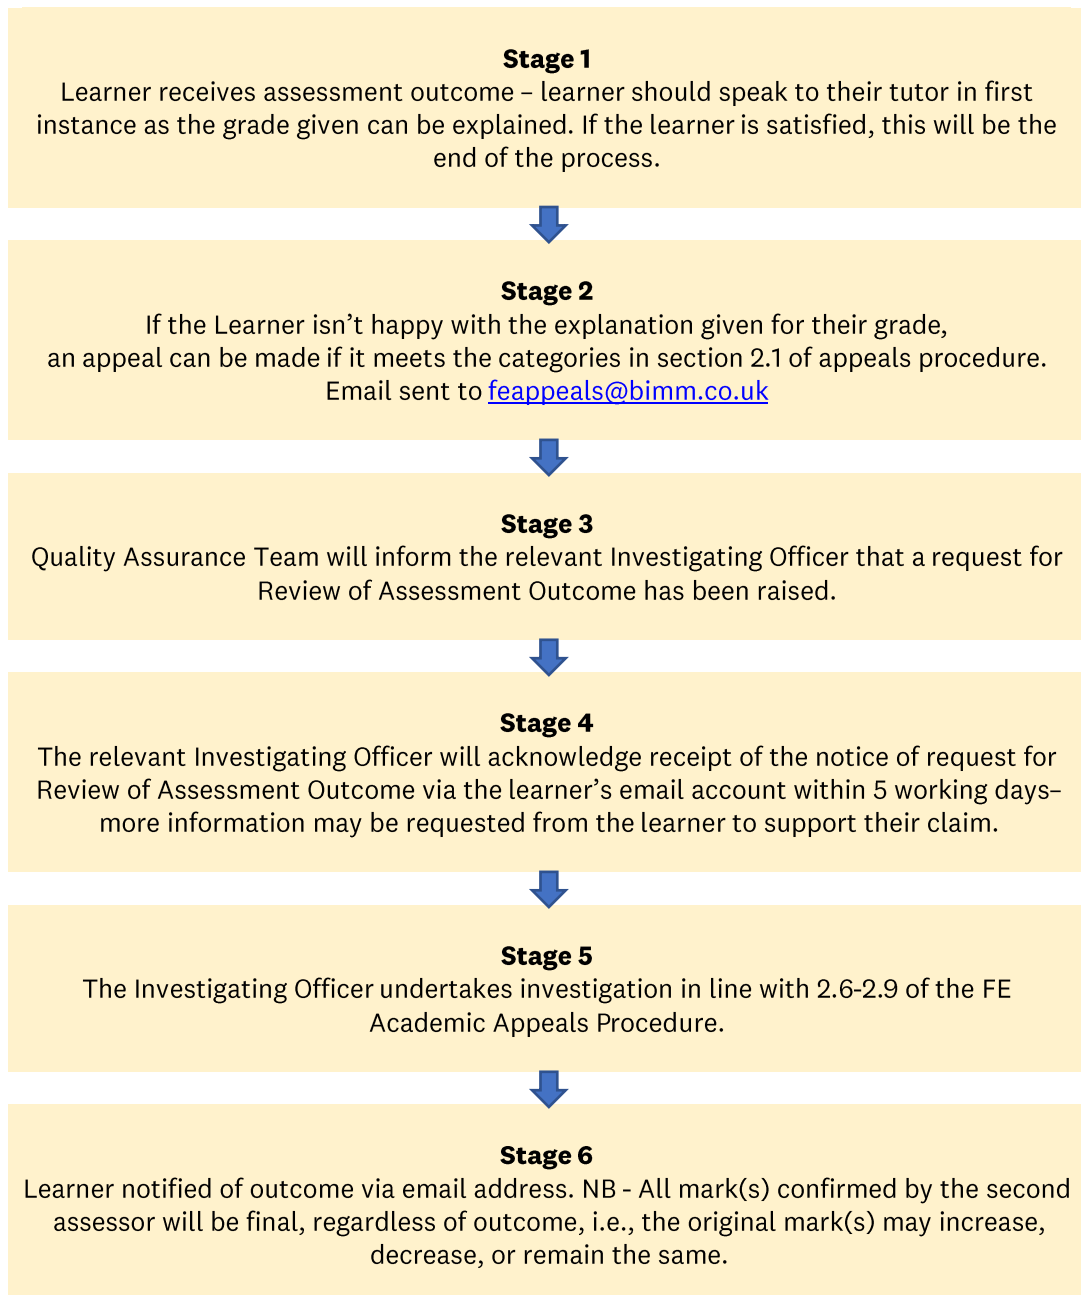 Stage 1
Learner receives assessment outcome – learner should speak to their tutor in first
instance as the grade given can be explained. If the learner is satisfied, this will be the
end of the process.
Stage 2
If the Learner isn’t happy with the explanation given for their grade,
an appeal can be made if it meets the categories in section 2.1 of appeals procedure.
Email sent to feappeals@bimm.co.uk
Stage 3
Quality Assurance Team will inform the relevant Investigating Officer that a request for
Review of Assessment Outcome has been raised.
Stage 4
The relevant Investigating Officer will acknowledge receipt of the notice of request for
Review of Assessment Outcome via the learner’s email account within 5 working days–
more information may be requested from the learner to support their claim.
Stage 5
The Investigating Officer undertakes investigation in line with 2.6-2.9 of the FE
Academic Appeals Procedure.
Stage 6
Learner notified of outcome via email address. NB - All mark(s) confirmed by the second
assessor will be final, regardless of outcome, i.e., the original mark(s) may increase,
decrease, or remain the same.